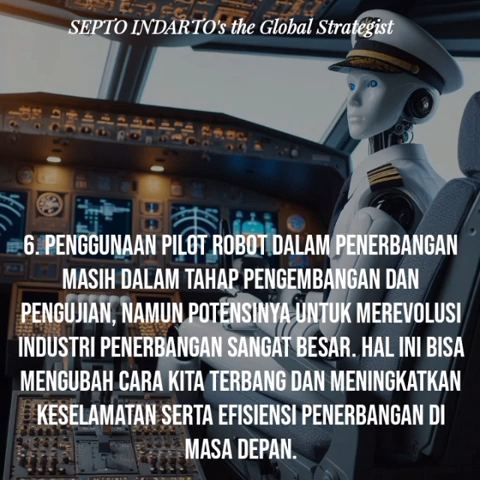 SEPTO INDARTO's the Global Strategist
6. PENGGUNAAN PILOT ROBOT DALAM PENERBANGAN
MASIH DALAM TAHAP PENGEMBANGAN DAN
PENGUJIAN, NAMUN POTENSINYA UNTUK MEREVOLUSI
INDUSTRI PENERBANGAN SANGAT BESAR. HAL INI BISA
MENGUBAH CARA KITA TERBANG DAN MENINGKATKAN
KESELAMATAN SERTA EFISIENSI PENERBANGAN DI
MASA DEPAN.